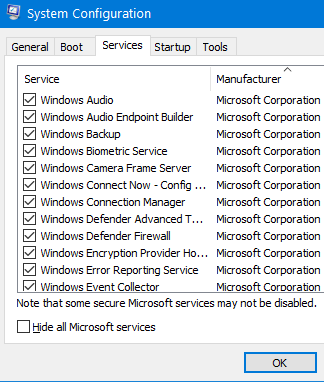 System Configuration
General Boot Services Startup Tools
Service Manufacturer
Windows Audio Microsoft Corporation
Windows Audio Endpoint Builder Microsoft Corporation
Windows Backup Microsoft Corporation
Windows Biometric Service Microsoft Corporation
Windows Camera Frame Server Microsoft Corporation
Windows Connect Now - Config ... Microsoft Corporation
Windows Connection Manager Microsoft Corporation
Windows Defender Advanced T... Microsoft Corporation
Windows Defender Firewall Microsoft Corporation
Windows Encryption Provider Ho... Microsoft Corporation
Windows Error Reporting Service Microsoft Corporation
Windows Event Collector Microsoft Corporation
Note that some secure Microsoft services may not be disabled.
Hide all Microsoft services
OK